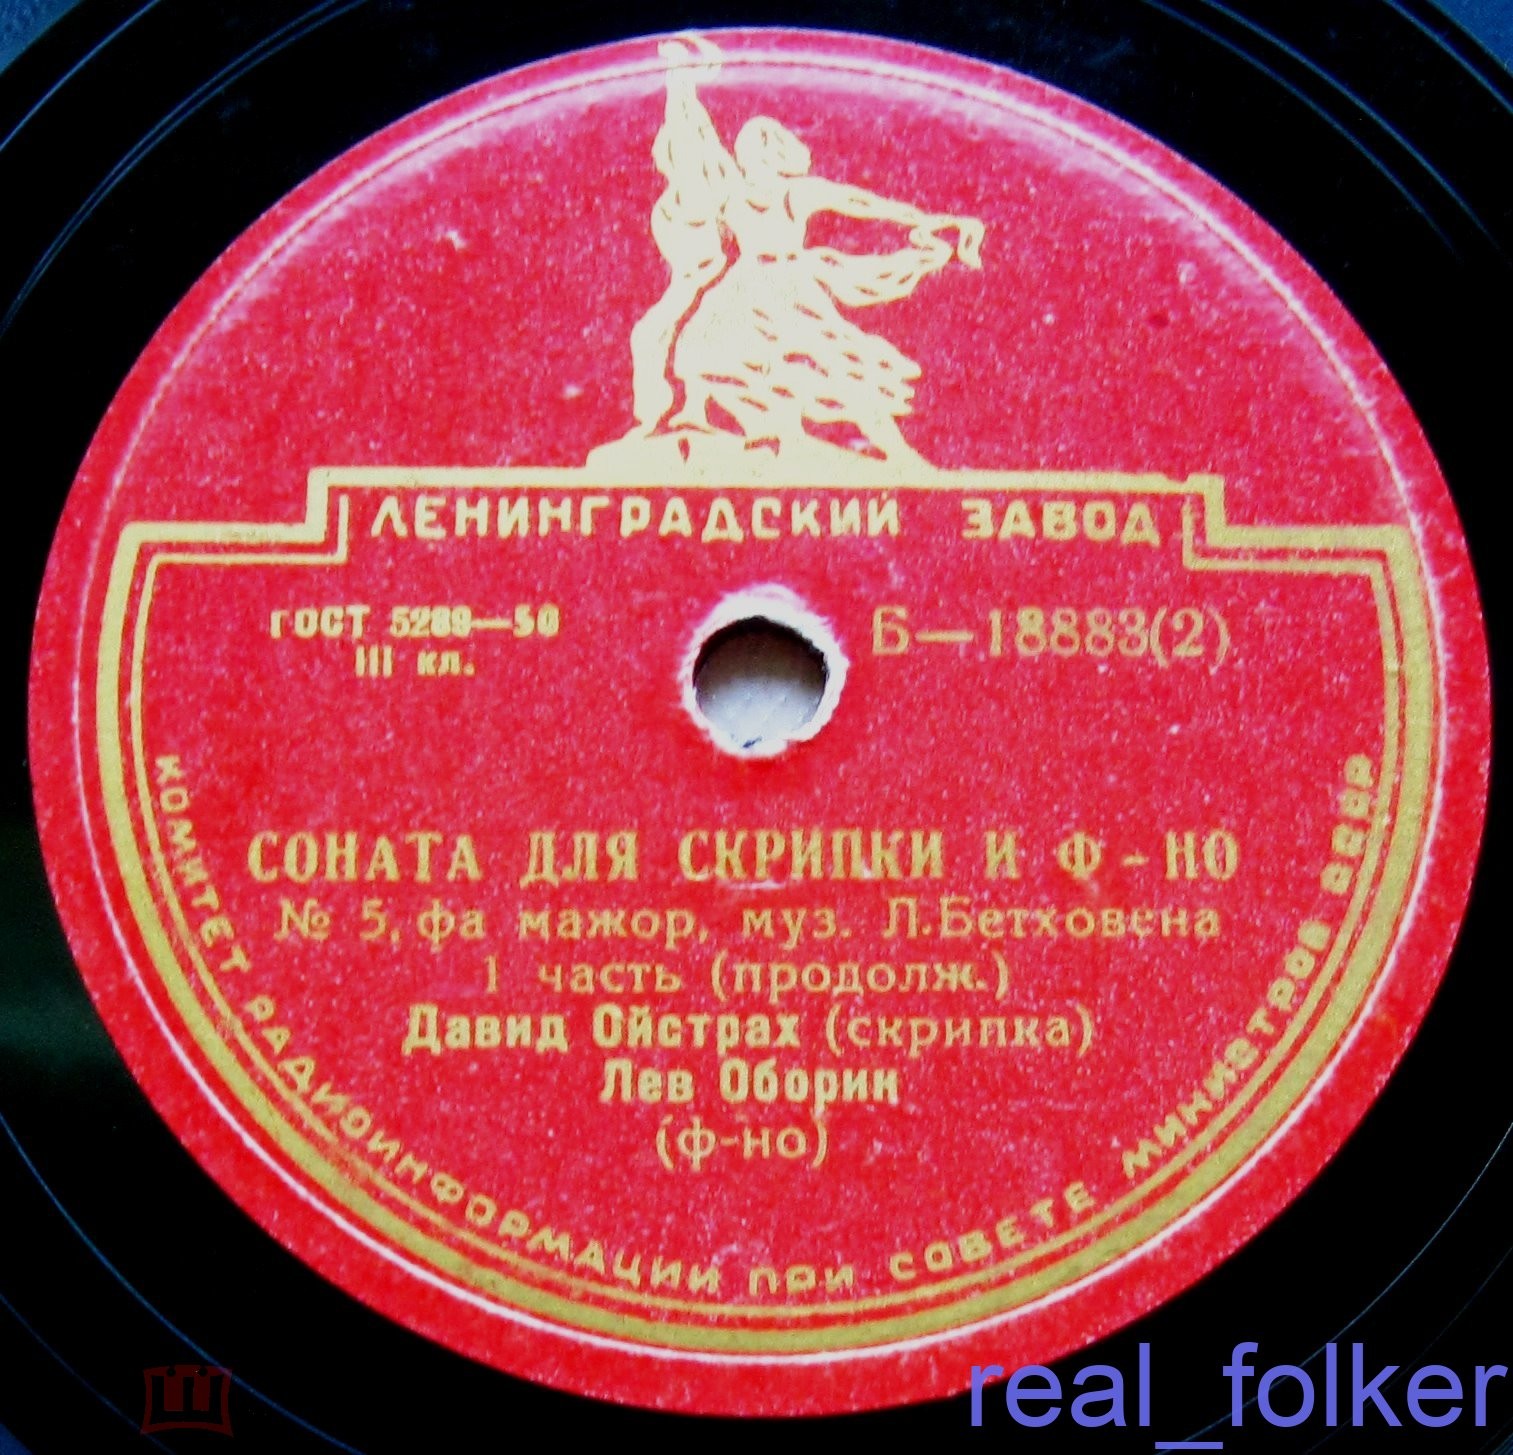 ЛЕНИНГРАДСКИЙ ЗАВОД
ГОСТ 5289—50
III кл.
Б—18883(2)
СОНАТА ДЛЯ СКРИПКИ И Ф-НО
№ 5, фа мажор, муз. Л.Бетховена
1 часть (продолж.)
Давид Ойстрах (скрипка)
Лев Оборин
(ф-но)
КОМИТЕТ РАДИОИНФОРМАЦИИ ПРИ СОВЕТЕ МИНИСТРОВ СССР
real_folker